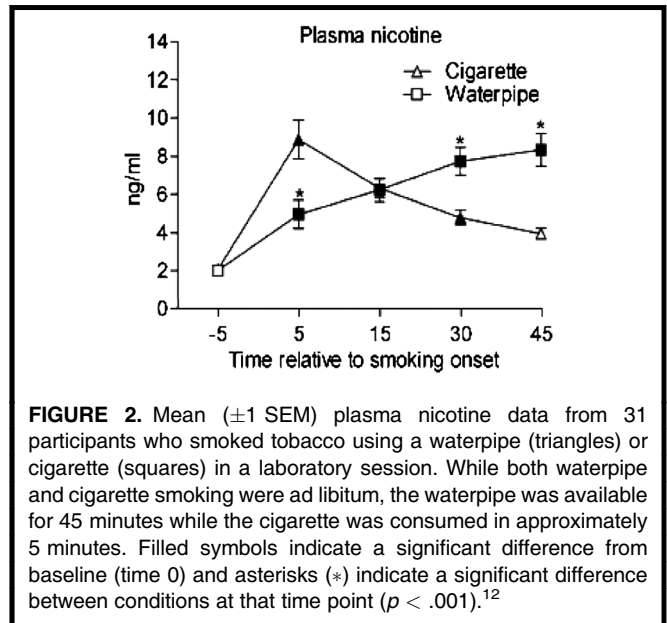 Plasma nicotine
14
12
10
8
6
4
2
0
ng/ml
Cigarette
Waterpipe
*
*
*
-5 5 15 30 45
Time relative to smoking onset
FIGURE 2. Mean (±1 SEM) plasma nicotine data from 31
participants who smoked tobacco using a waterpipe (triangles) or
cigarette (squares) in a laboratory session. While both waterpipe
and cigarette smoking were ad libitum, the waterpipe was available
for 45 minutes while the cigarette was consumed in approximately
5 minutes. Filled symbols indicate a significant difference from
baseline (time 0) and asterisks (*) indicate a significant difference
between conditions at that time point (p < .001).12